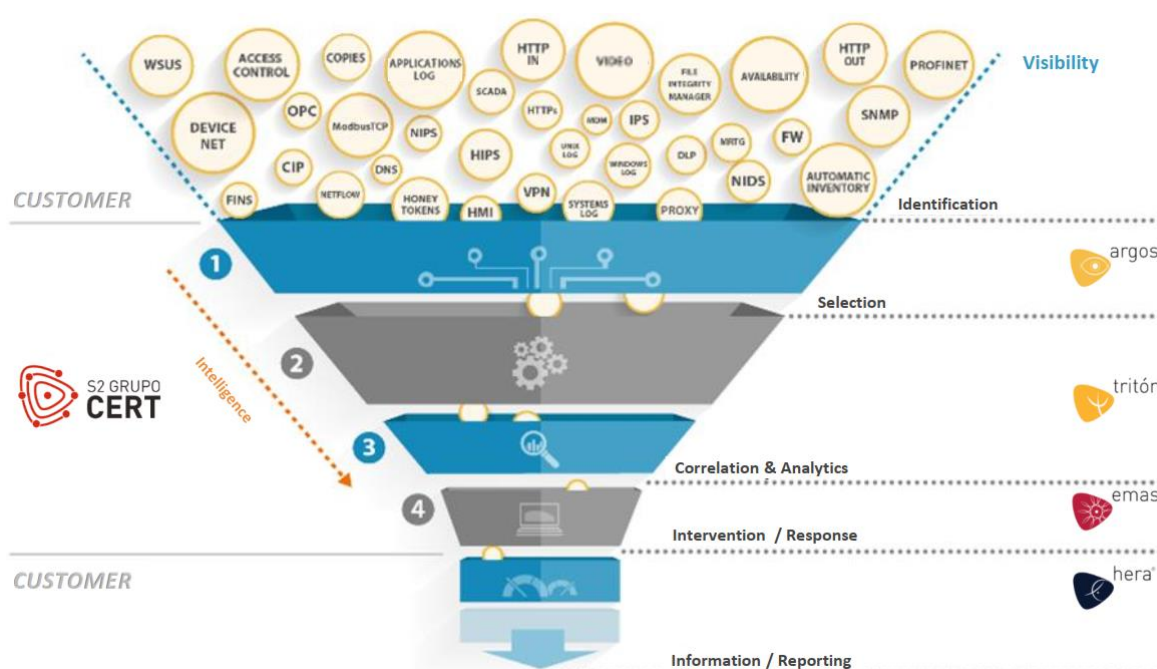 WSUS
ACCESS
CONTROL
COPIES
APPLICATIONS
LOG
HTTP
IN
VIDEO
HTTP
OUT
PROFINET
Visibility
SCADA
FILE
INTEGRITY
MANAGER
AVAILABILITY
DEVICE
NET
OPC
ModbusTCP
NIPS
HTTPs
MDM
IPS
SNMP
CIP
DNS
HIPS
UNIX
LOG
WINDOWS
LOG
DLP
MRTG
FW
NIDS
AUTOMATIC
INVENTORY
CUSTOMER
FINS
NETFLOW
HONEY
TOKENS
HMI
VPN
SYSTEMS
LOG
PROXY
Identification
1
argos
Selection
2
Intelligence
S2 GRUPO
CERT
tritón
3
Correlation & Analytics
4
emas
Intervention / Response
CUSTOMER
hera®
Information / Reporting